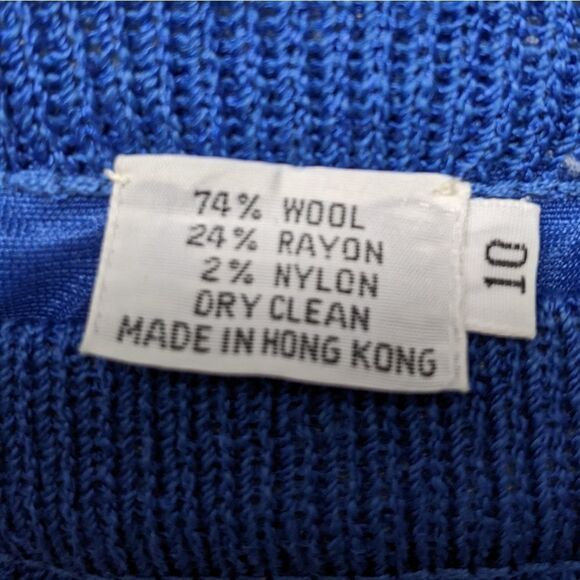 74% WOOL
24% RAYON
2% NYLON
DRY CLEAN
MADE IN HONG KONG
10